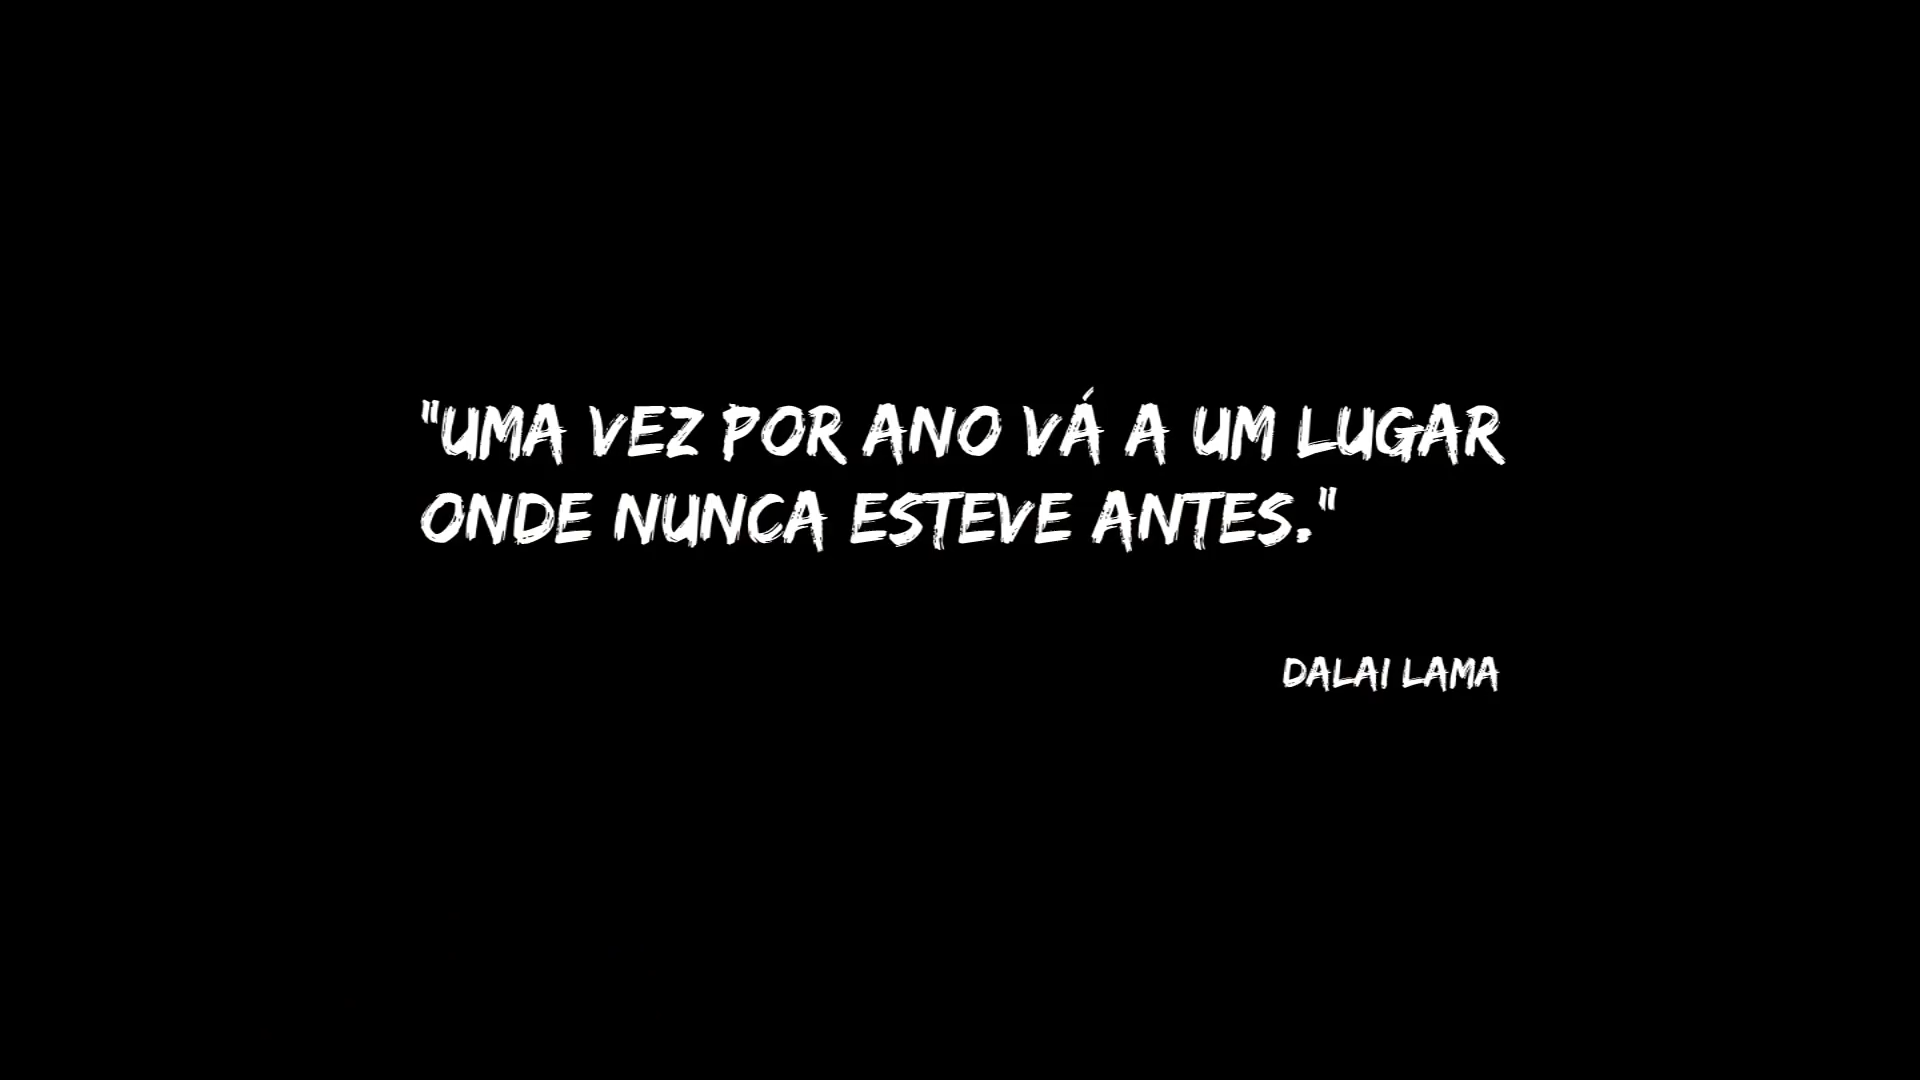 "UMA VEZ POR ANO VÁ A UM LUGAR
ONDE NUNCA ESTEVE ANTES."
DALAI LAMA